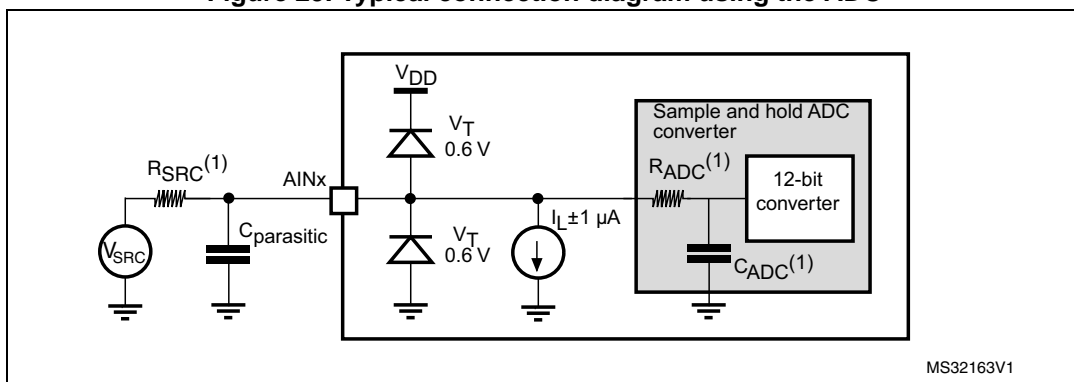 Figure 25. Typical connection diagram using the ADC
VDD
VT
0.6 V
Sample and hold ADC
converter
RSRC(1)
AINx
RADC(1)
12-bit
converter
IL±1 µA
Cparasitic
VT
0.6 V
VSRC
CADC(1)
MS32163V1